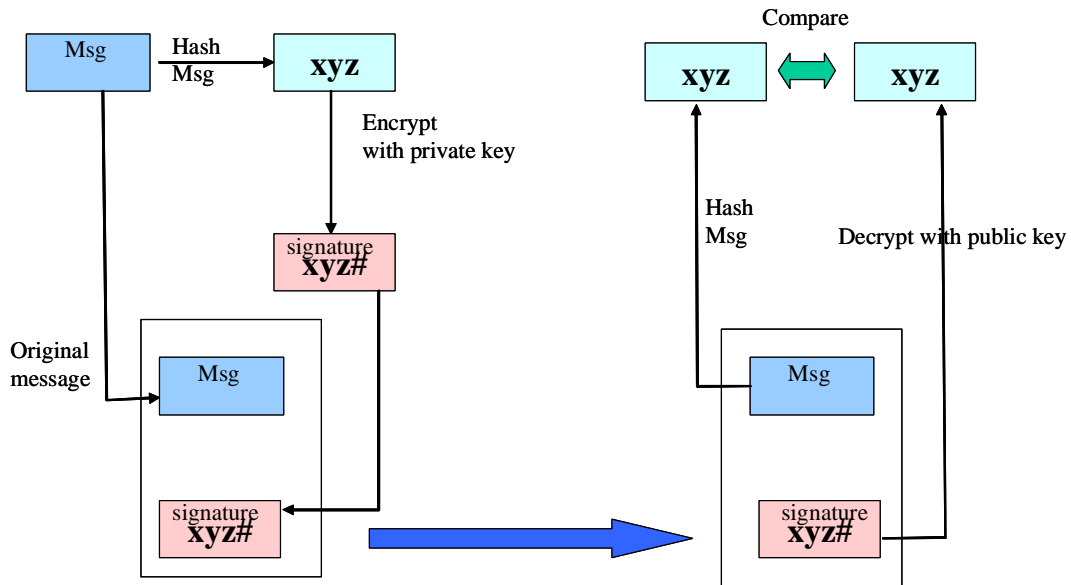 Msg
Hash
Msg
xyz
Encrypt
with private key
signature
xyz#
Original
message
Msg
signature
xyz#
Compare
xyz
xyz
Hash
Msg
Decrypt with public key
Msg
signature
xyz#